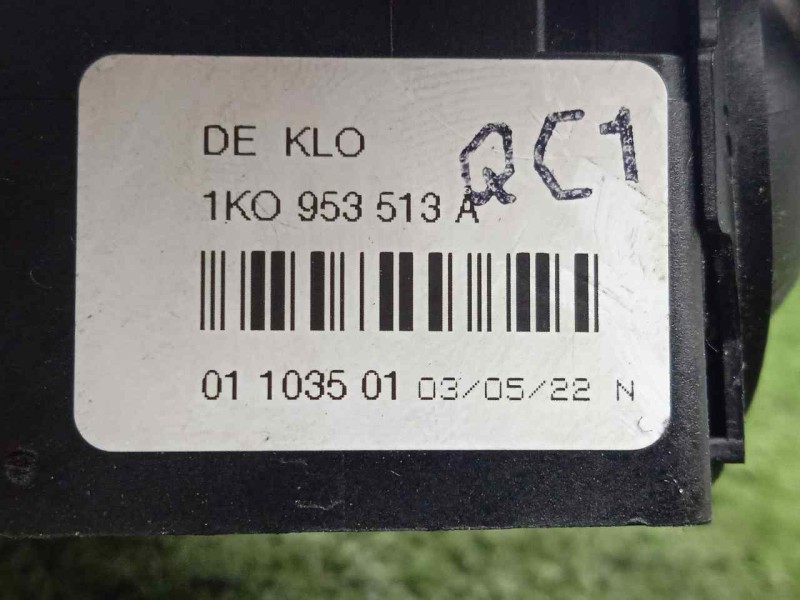 DE KLO
QC1
1K0 953 513 A
01 1035 01 03/05/22 N